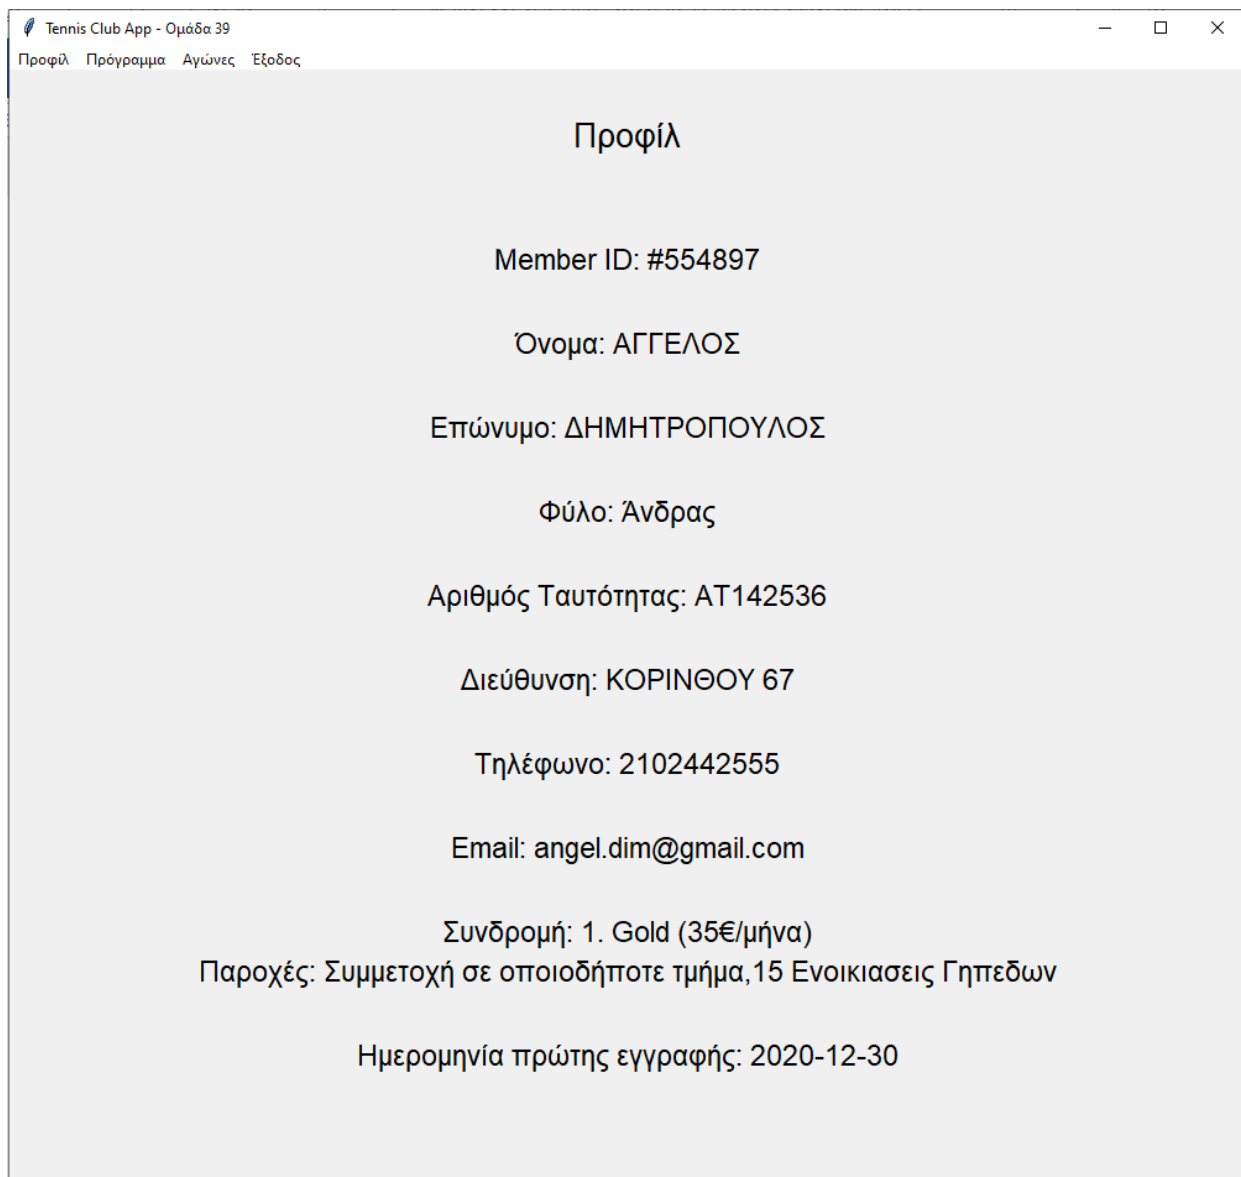 Tennis Club App - Ομάδα 39
Προφίλ Πρόγραμμα Αγώνες Έξοδος
Προφίλ
Member ID: #554897
Όνομα: ΑΓΓΕΛΟΣ
Επώνυμο: ΔΗΜΗΤΡΟΠΟΥΛΟΣ
Φύλο: Άνδρας
Αριθμός Ταυτότητας: ΑΤ142536
Διεύθυνση: ΚΟΡΙΝΘΟΥ 67
Τηλέφωνο: 2102442555
Email: angel.dim@gmail.com
Συνδρομή: 1. Gold (35€/μήνα)
Παροχές: Συμμετοχή σε οποιοδήποτε τμήμα,15 Ενοικιασεις Γηπεδων
Ημερομηνία πρώτης εγγραφής: 2020-12-30